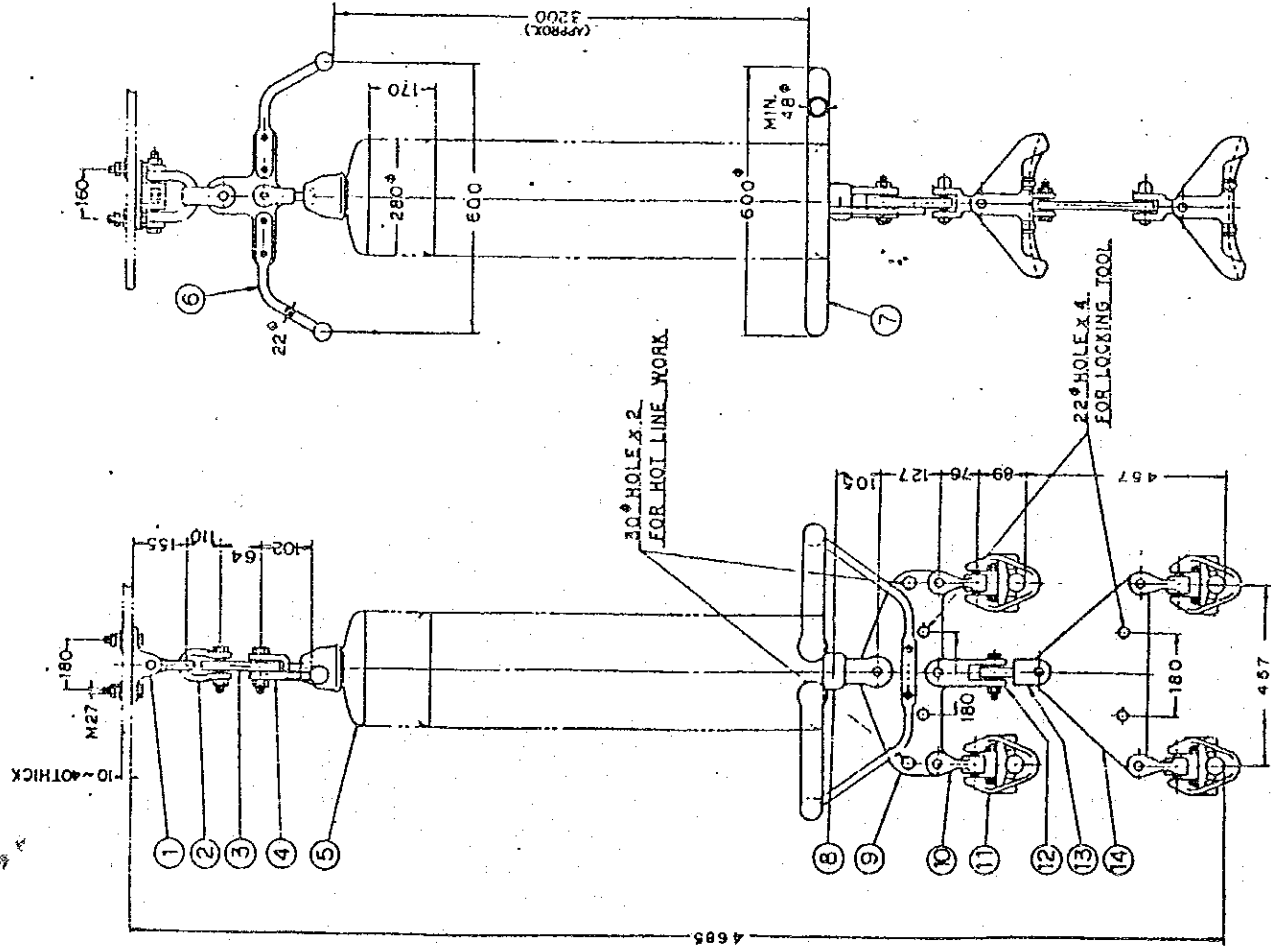 3200
(APPROX.)
160
170
280φ
600
22φ
6
MIN.
48φ
600φ
7
30φ HOLE x 2
FOR HOT LINE WORK
22φ HOLE x 4
FOR LOCKING TOOL
10~40THICK
M27
180
155
110
64
102
1
2
3
4
5
105
127
76
89
457
8
9
10
11
12
13
14
180
180
457
4685